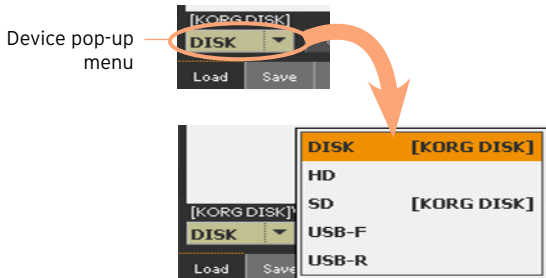 [KORG DISK]
Device pop-up
menu
DISK
Load Save
DISK [KORG DISK]
HD
SD [KORG DISK]
USB-F
USB-R
[KORG DISK]
DISK
Load Save